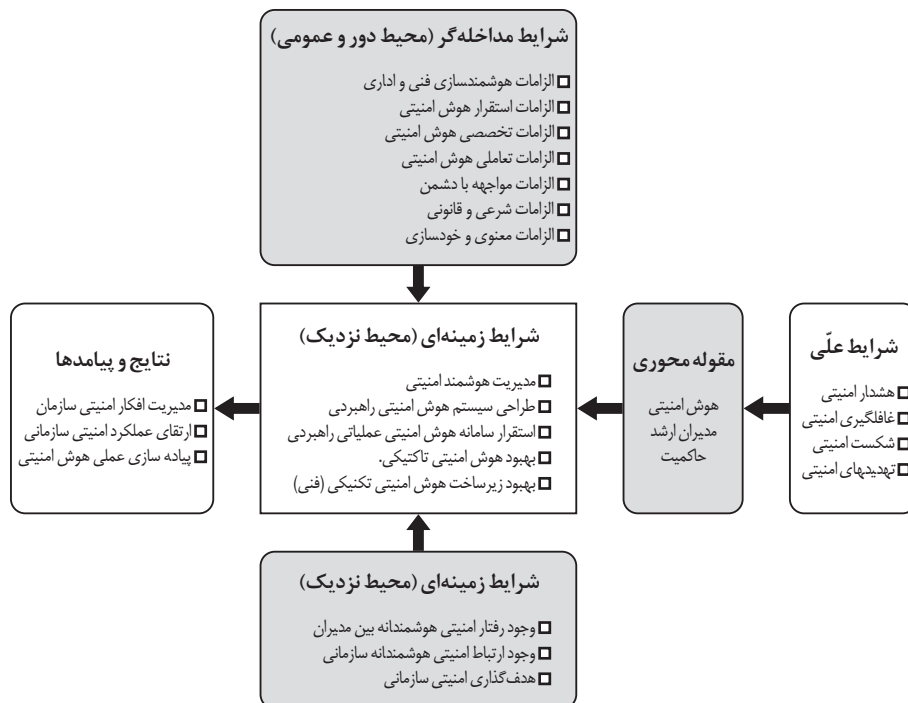 شرایط مداخله‌گر (محیط دور و عمومی)
الزامات هوشمندسازی فنی و اداری
الزامات استقرار هوش امنیتی
الزامات تخصصی هوش امنیتی
الزامات تعاملی هوش امنیتی
الزامات مواجهه با دشمن
الزامات شرعی و قانونی
الزامات معنوی و خودسازی
شرایط علّی
هشدار امنیتی
غافلگیری امنیتی
شکست امنیتی
تهدیدهای امنیتی
مقوله محوری
هوش امنیتی
مدیران ارشد
حاکمیت
شرایط زمینه‌ای (محیط نزدیک)
مدیریت هوشمند امنیتی
طراحی سیستم هوش امنیتی راهبردی
استقرار سامانه هوش امنیتی عملیاتی راهبردی
بهبود هوش امنیتی تاکتیکی.
بهبود زیرساخت هوش امنیتی تکنیکی (فنی)
نتایج و پیامدها
مدیریت افکار امنیتی سازمان
ارتقای عملکرد امنیتی سازمانی
پیاده سازی عملی هوش امنیتی
شرایط زمینه‌ای (محیط نزدیک)
وجود رفتار امنیتی هوشمندانه بین مدیران
وجود ارتباط امنیتی هوشمندانه سازمانی
هدف‌گذاری امنیتی سازمانی